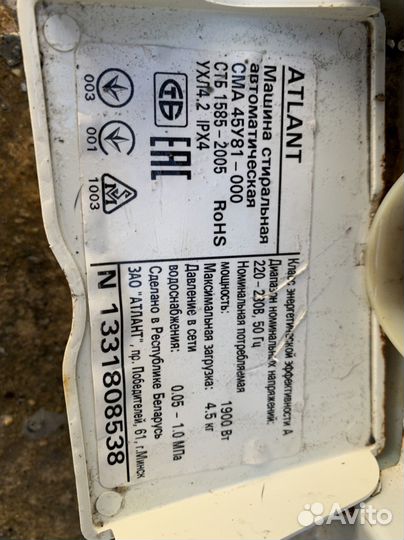 ATLANT
Машина стиральная
автоматическая
СМА 45У81-000
СТБ 1585-2005 RoHS
УХЛ4.2 IPX4
СТБ
EAC
003
001
1003
Класс энергетической эффективности А
Диапазон номинальных напряжений:
220-230В, 50 Гц
Номинальная потребляемая
мощность: 1900 Вт
Максимальная загрузка: 4,5 кг
Давление в сети
водоснабжения: 0.05 - 1.0 МПа
Сделано в Республике Беларусь
ЗАО "АТЛАНТ", пр. Победителей, 61, г.Минск
N 1331808538
Avito